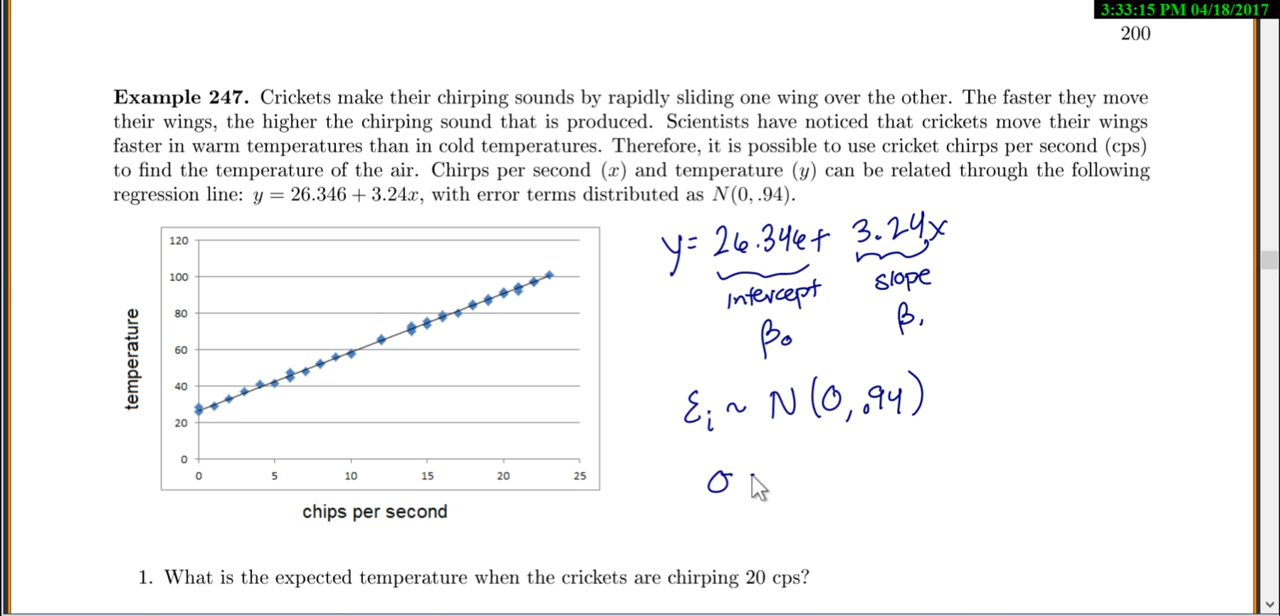 3:33:15 PM 04/18/2017
200
Example 247. Crickets make their chirping sounds by rapidly sliding one wing over the other. The faster they move
their wings, the higher the chirping sound that is produced. Scientists have noticed that crickets move their wings
faster in warm temperatures than in cold temperatures. Therefore, it is possible to use cricket chirps per second (cps)
to find the temperature of the air. Chirps per second (x) and temperature (y) can be related through the following
regression line: y = 26.346 + 3.24x, with error terms distributed as N(0, .94).
120
100
80
60
40
20
0
0 5 10 15 20 25
temperature
chips per second
y = 26.346 + 3.24x
intercept slope
β₀ β₁
εᵢ ~ N(0, .94)
σ
1. What is the expected temperature when the crickets are chirping 20 cps?